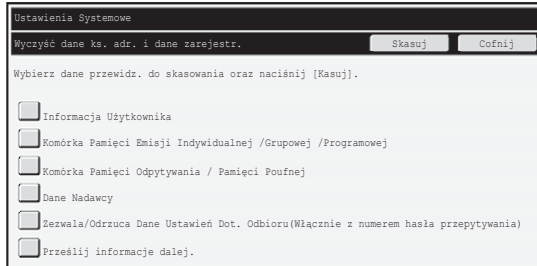 Ustawienia Systemowe
Wyczyść dane ks. adr. i dane zarejestr. Skasuj Cofnij
Wybierz dane przewidz. do skasowania oraz naciśnij [Kasuj].
Informacja Użytkownika
Komórka Pamięci Emisji Indywidualnej /Grupowej /Programowej
Komórka Pamięci Odpytywania / Pamięci Poufnej
Dane Nadawcy
Zezwala/Odrzuca Dane Ustawień Dot. Odbioru(Włącznie z numerem hasła przepytywania)
Prześlij informacje dalej.